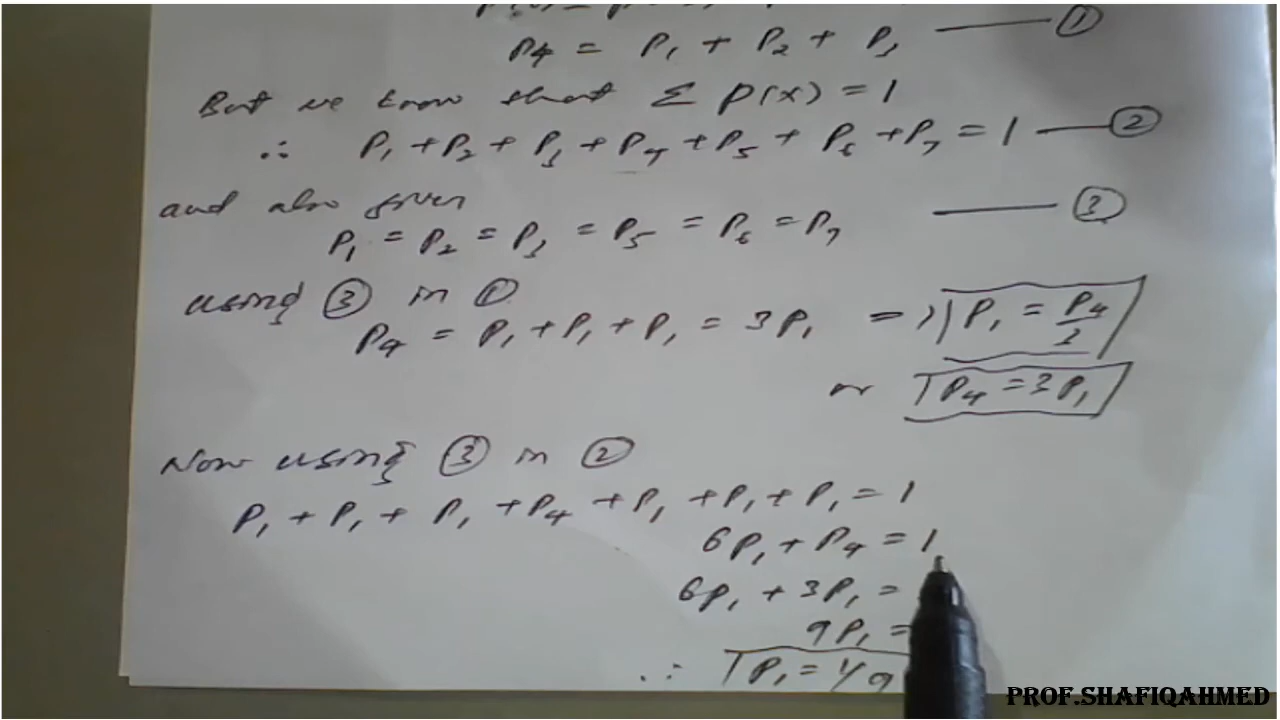 P4 = P1 + P2 + P3 —— ①
But we know that Σ P(x) = 1
∴ P1 + P2 + P3 + P4 + P5 + P6 + P7 = 1 —— ②
and also given
P1 = P2 = P3 = P5 = P6 = P7 —— ③
using ③ in ①
P4 = P1 + P1 + P1 = 3P1 ⇒ P1 = P4/3
or P4 = 3P1
Now using ③ in ②
P1 + P1 + P1 + P4 + P1 + P1 + P1 = 1
6P1 + P4 = 1
6P1 + 3P1 =
9P1 =
∴ P1 = 1/9
PROF.SHAFIQAHMED